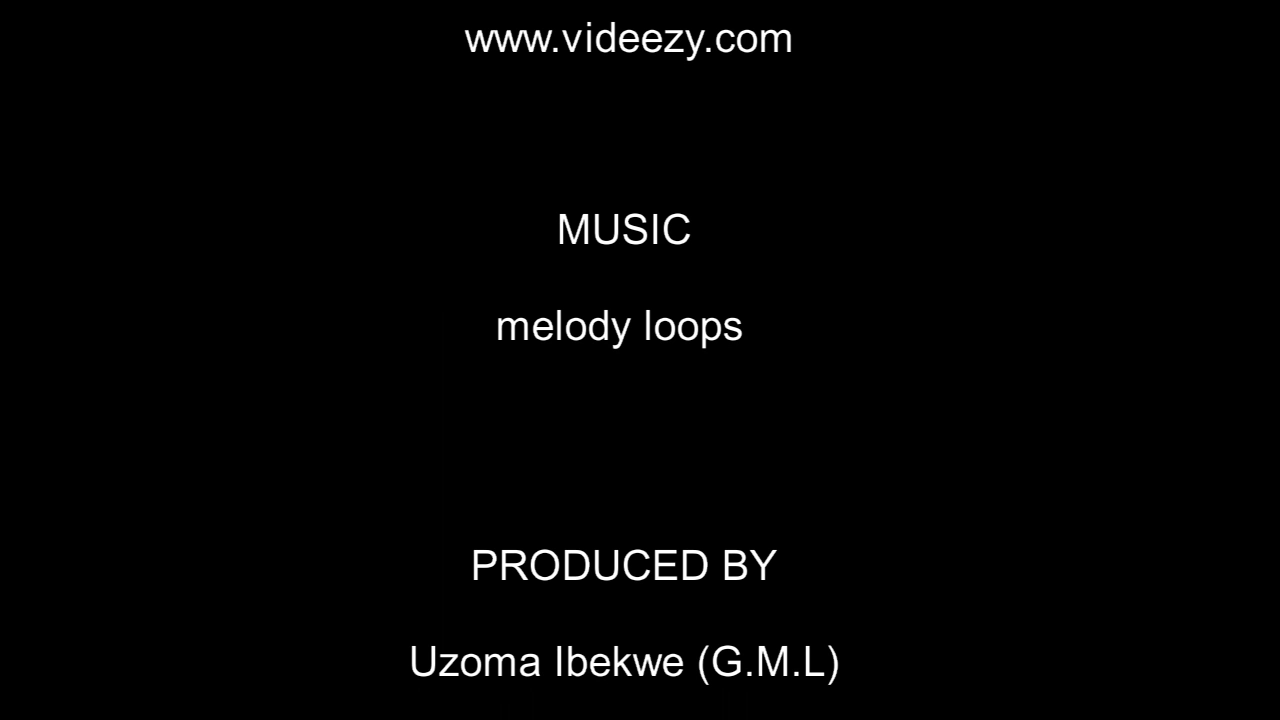 www.videezy.com
MUSIC
melody loops
PRODUCED BY
Uzoma Ibekwe (G.M.L)